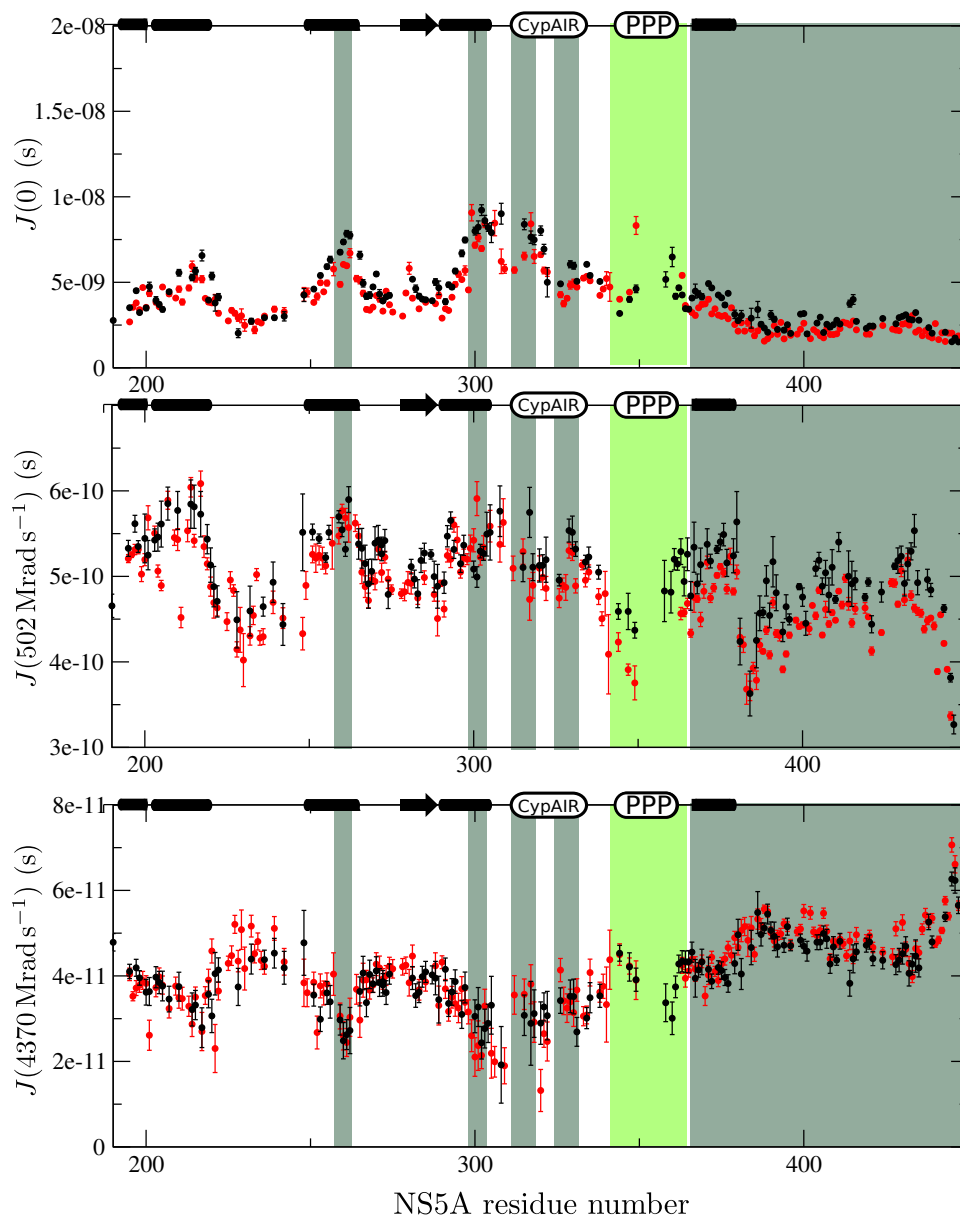 CypAIR
PPP
2e-08
1.5e-08
1e-08
5e-09
0
J(0) (s)
200
300
400
CypAIR
PPP
6e-10
5e-10
4e-10
3e-10
J(502 Mrad s⁻¹) (s)
200
300
400
CypAIR
PPP
8e-11
6e-11
4e-11
2e-11
0
J(4370 Mrad s⁻¹) (s)
200
300
400
NS5A residue number